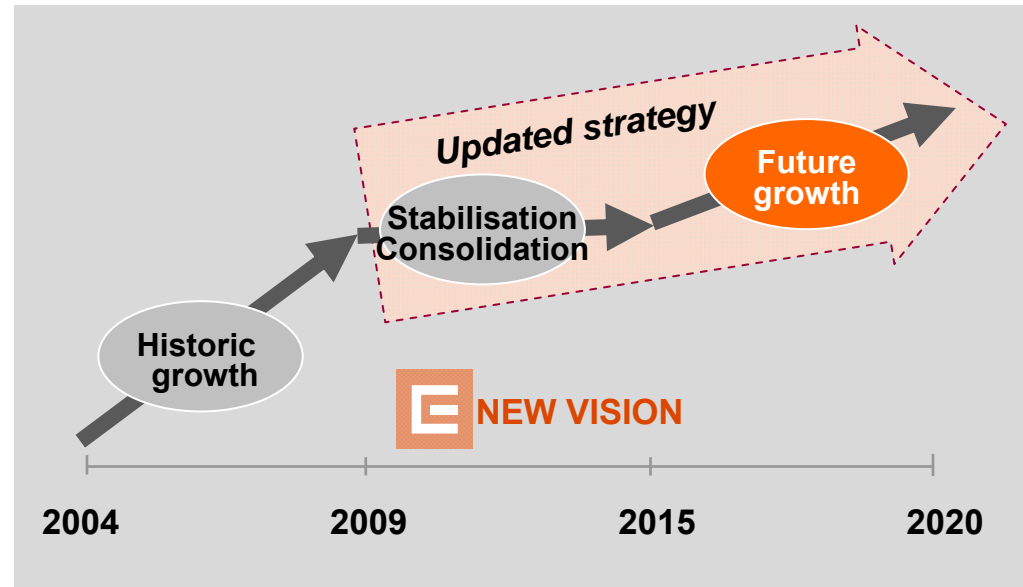 Updated strategy
Future
growth
Stabilisation
Consolidation
Historic
growth
NEW VISION
2004
2009
2015
2020